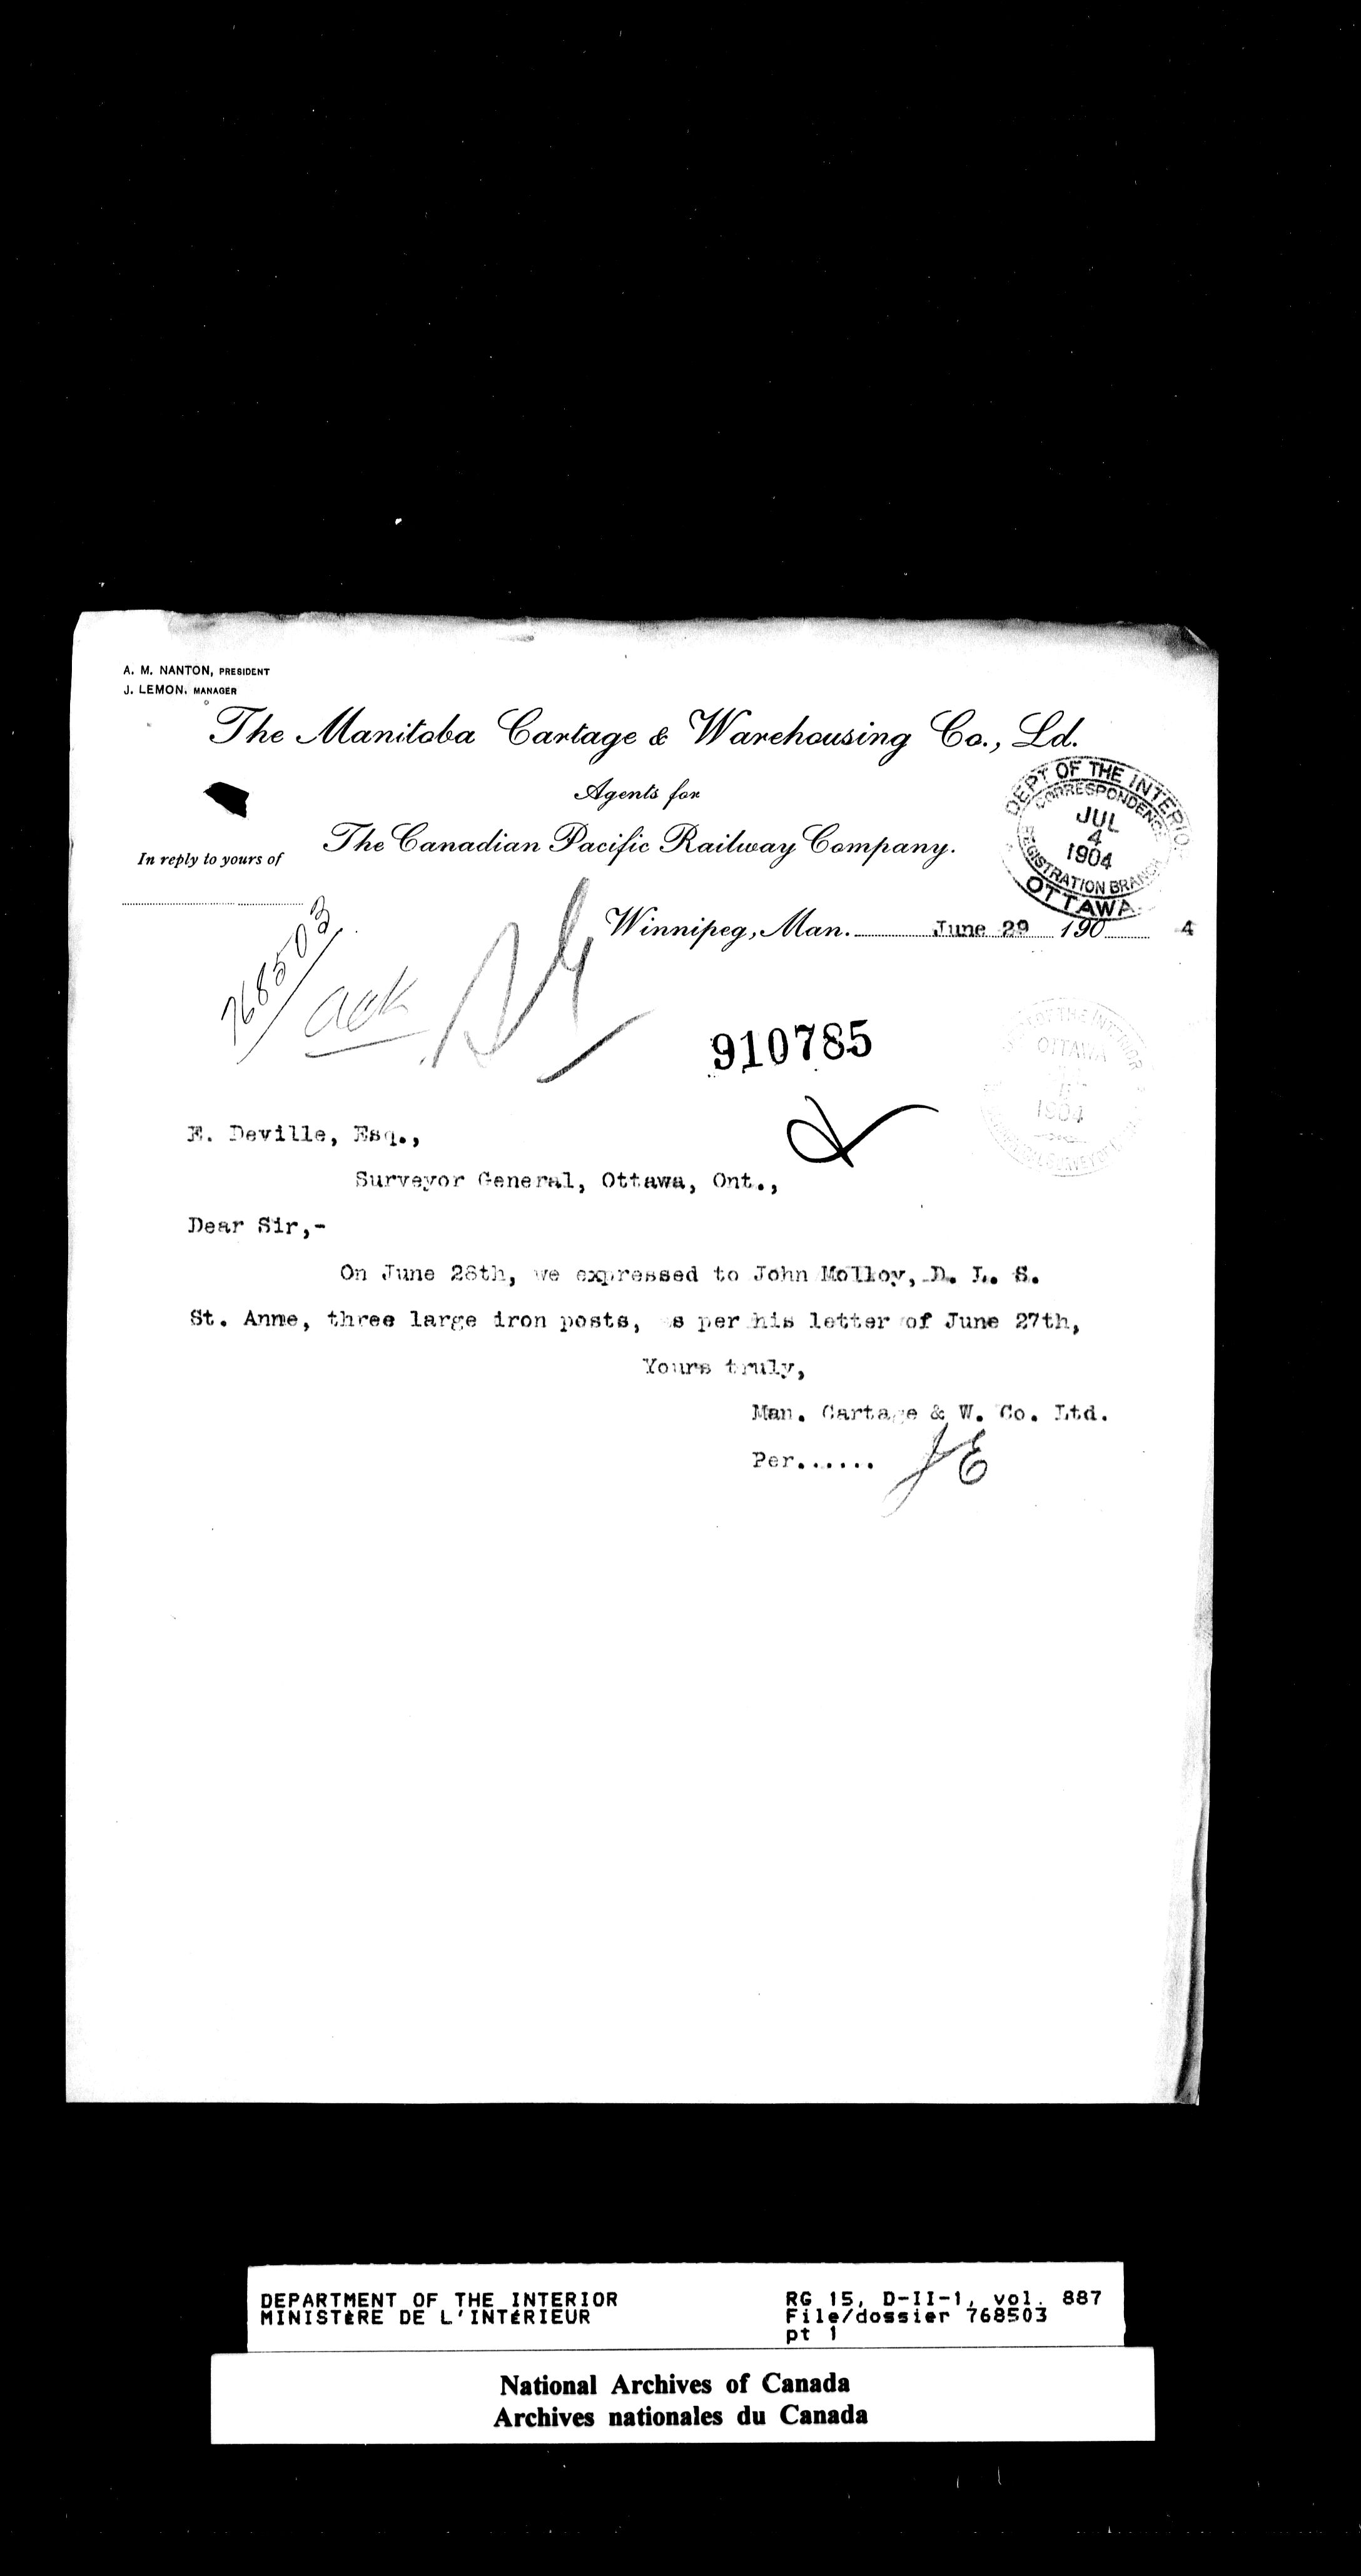 A. M. NANTON, PRESIDENT
J. LEMON, MANAGER
The Manitoba Cartage & Warehousing Co., Ld.
Agents for
The Canadian Pacific Railway Company.
In reply to yours of
DEPT OF THE INTERIOR
CORRESPONDENCE
JUL
4
1904
REGISTRATION BRANCH
OTTAWA
Winnipeg, Man. June 29 190 4
768503
ack
910785
OTTAWA
1904
E. Deville, Esq.,
Surveyor General, Ottawa, Ont.,
Dear Sir,-
On June 28th, we expressed to John Molloy, D. L. S.
St. Anne, three large iron posts, s per his letter of June 27th,
Yours truly,
Man. Cartage & W. Co. Ltd.
Per...... JE
DEPARTMENT OF THE INTERIOR
MINISTÈRE DE L'INTÉRIEUR
RG 15, D-II-1, vol. 887
File/dossier 768503
pt 1
National Archives of Canada
Archives nationales du Canada